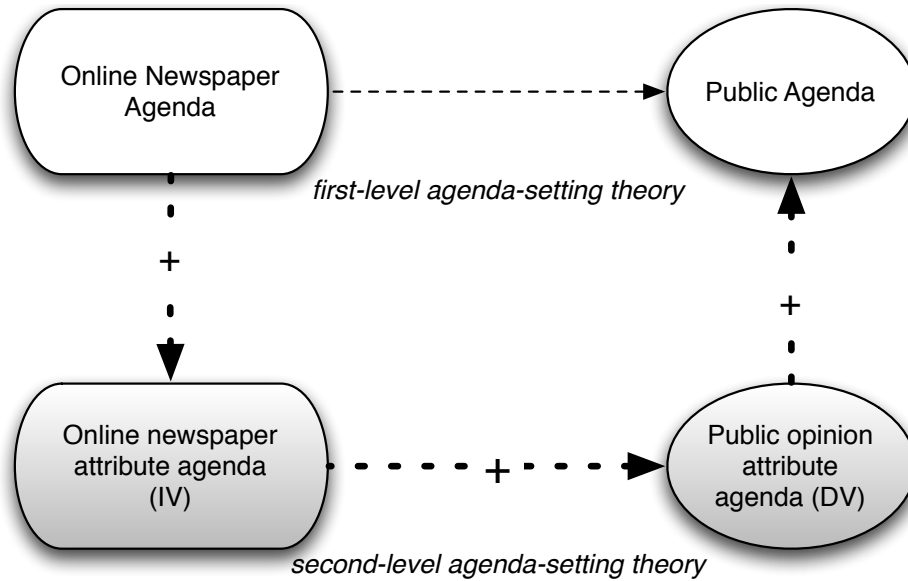 Online Newspaper
Agenda
Public Agenda
first-level agenda-setting theory
+
+
Online newspaper
attribute agenda
(IV)
+
Public opinion
attribute
agenda (DV)
second-level agenda-setting theory